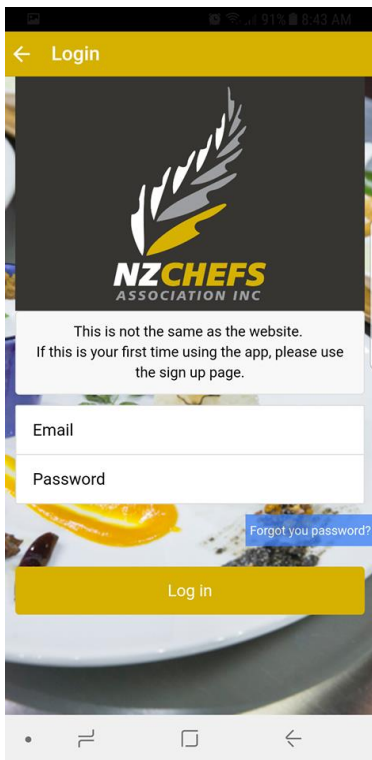 91% 8:43 AM
Login
NZCHEFS
ASSOCIATION INC
This is not the same as the website.
If this is your first time using the app, please use
the sign up page.
Email
Password
Forgot you password?
Log in